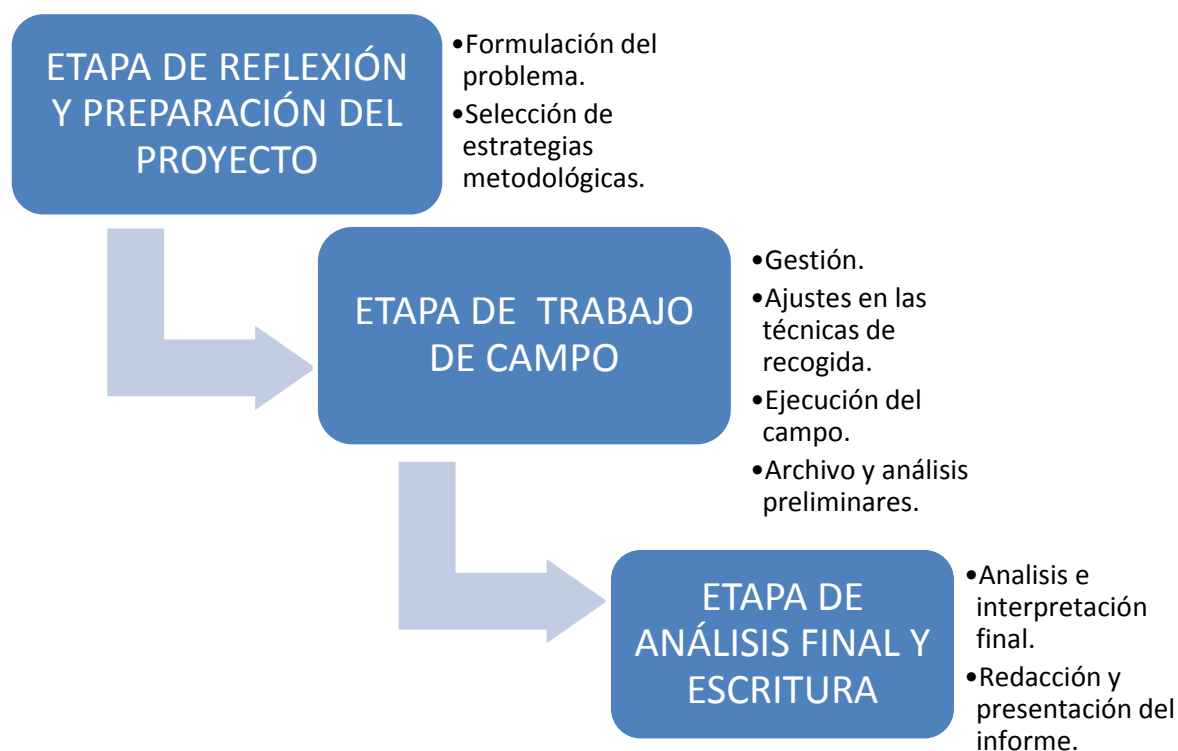 ETAPA DE REFLEXIÓN
Y PREPARACIÓN DEL
PROYECTO
•Formulación del
problema.
•Selección de
estrategias
metodológicas.
ETAPA DE TRABAJO
DE CAMPO
•Gestión.
•Ajustes en las
técnicas de
recogida.
•Ejecución del
campo.
•Archivo y análisis
preliminares.
ETAPA DE
ANÁLISIS FINAL Y
ESCRITURA
•Analisis e
interpretación
final.
•Redacción y
presentación del
informe.